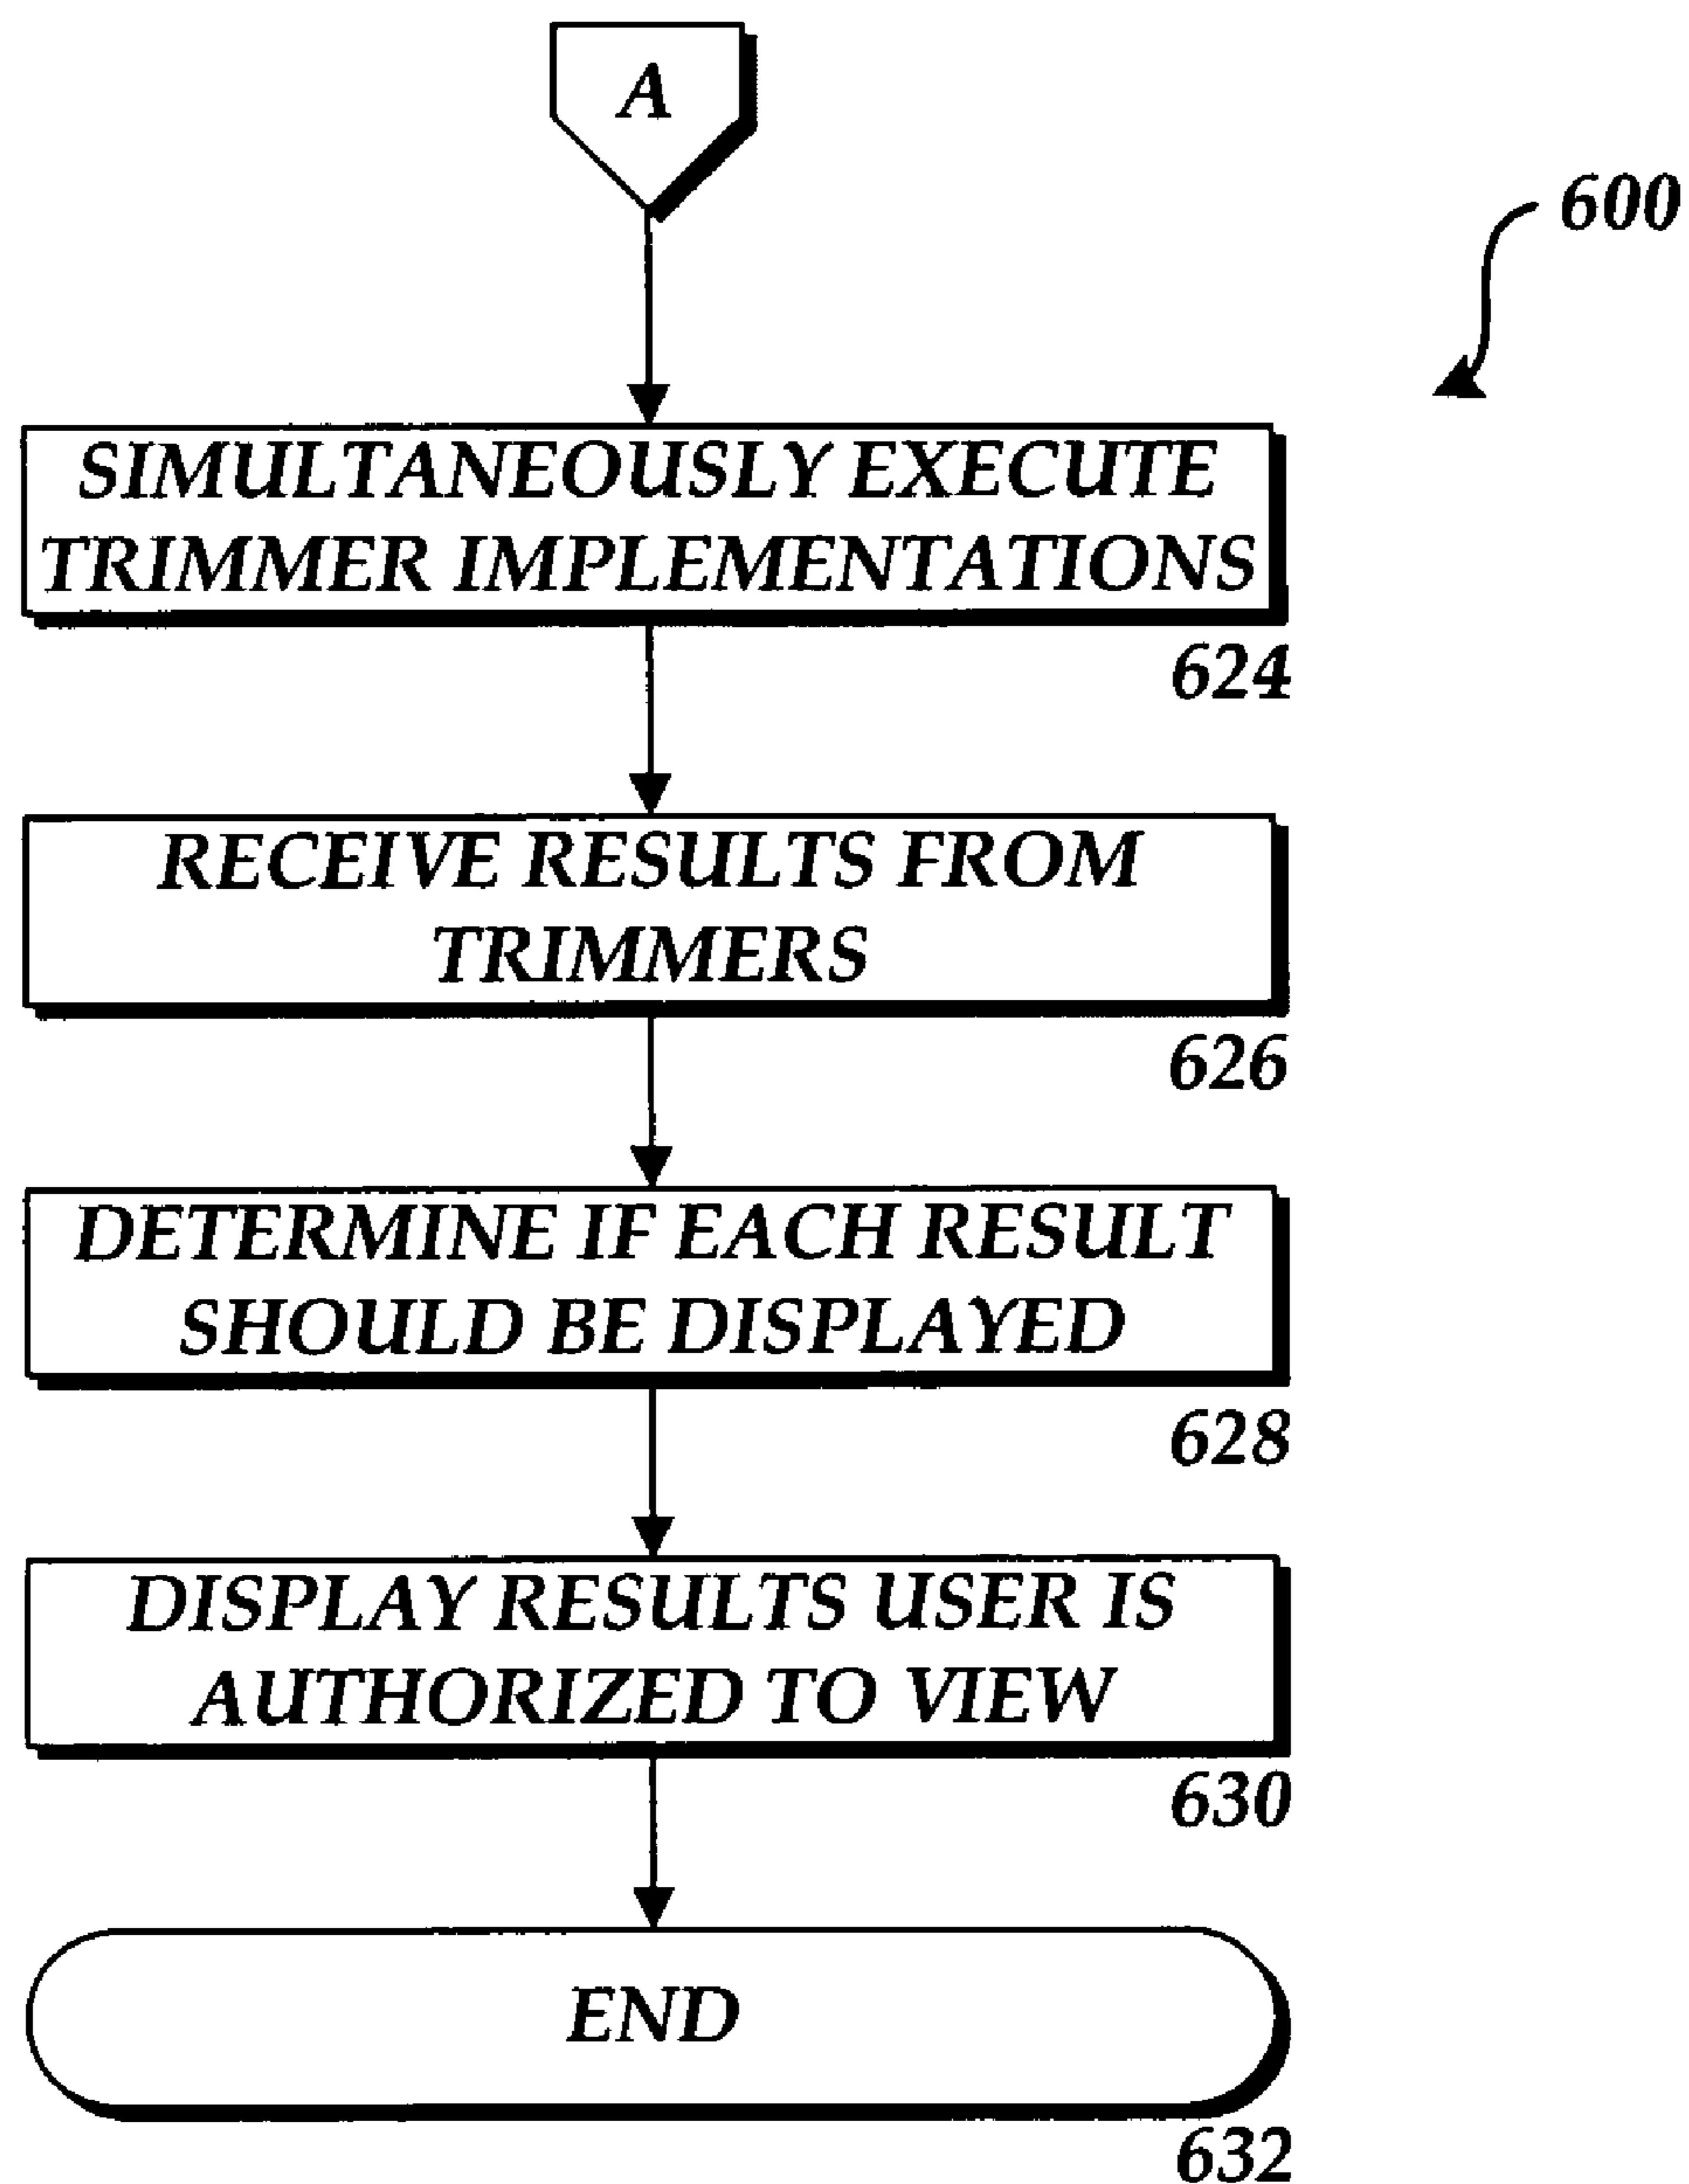 A
600
SIMULTANEOUSLY EXECUTE
TRIMMER IMPLEMENTATIONS
624
RECEIVE RESULTS FROM
TRIMMERS
626
DETERMINE IF EACH RESULT
SHOULD BE DISPLAYED
628
DISPLAY RESULTS USER IS
AUTHORIZED TO VIEW
630
END
632